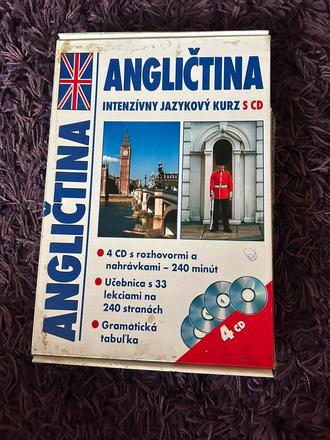 ANGLIČTINA
INTENZÍVNY JAZYKOVÝ KURZ S CD
ANGLIČTINA
4 CD s rozhovormi a
nahrávkami – 240 minút
Učebnica s 33
lekciami na
240 stranách
Gramatická
tabuľka
4 CD